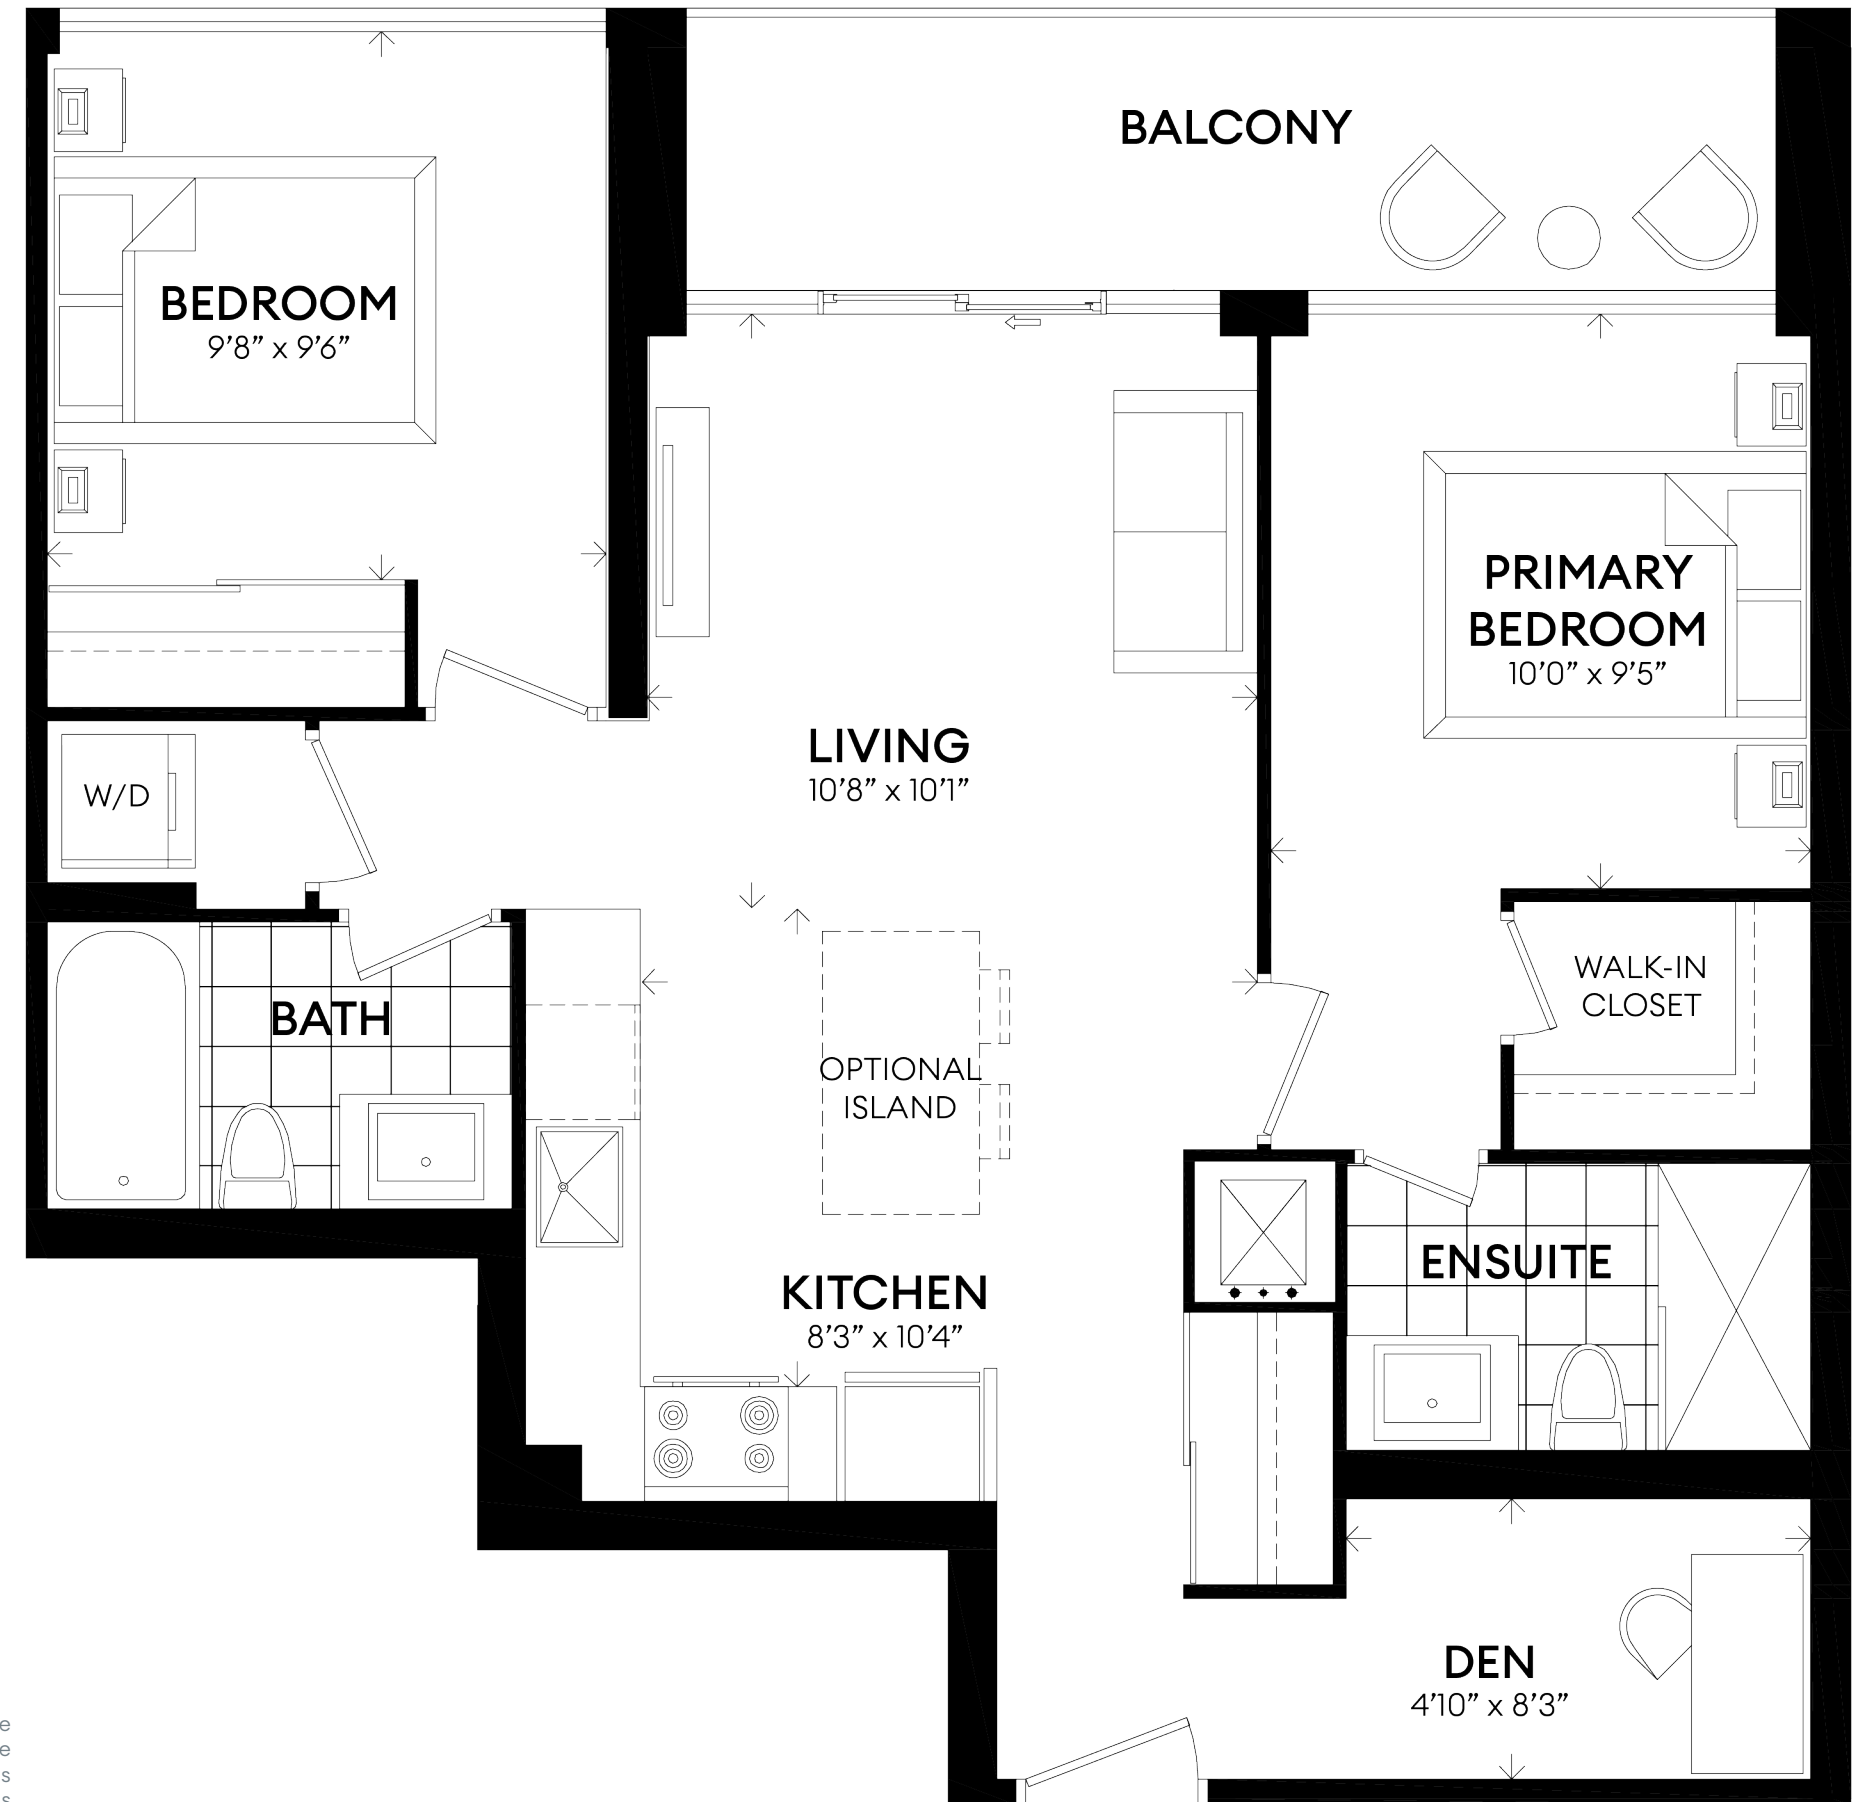 BALCONY
BEDROOM
9'8” x 9'6”
PRIMARY
BEDROOM
10'0” x 9'5”
LIVING
10'8” x 10'1”
W/D
WALK-IN
CLOSET
BATH
OPTIONAL
ISLAND
ENSUITE
KITCHEN
8'3” x 10'4”
DEN
4'10” x 8'3”
e
e
s
s